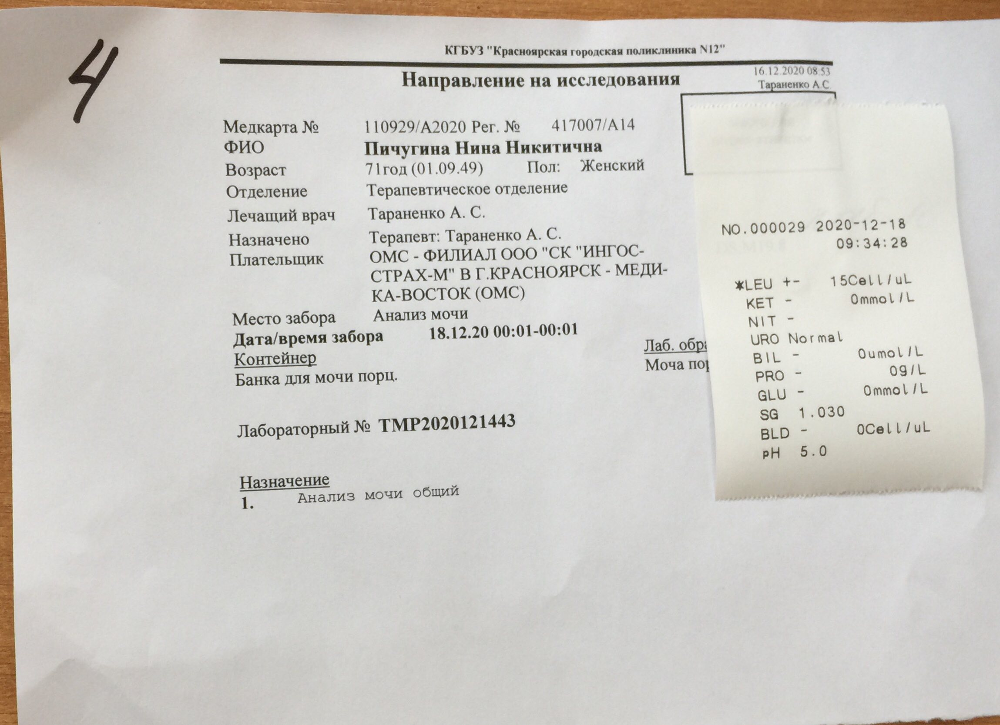 4
КГБУЗ "Красноярская городская поликлиника N12"
Направление на исследования
16.12.2020 08:53
Тараненко А.С.
Медкарта № 110929/А2020 Рег. № 417007/А14
ФИО Пичугина Нина Никитична
Возраст 71год (01.09.49) Пол: Женский
Отделение Терапевтическое отделение
Лечащий врач Тараненко А. С.
Назначено Терапевт: Тараненко А. С.
Плательщик ОМС - ФИЛИАЛ ООО "СК "ИНГОС-
СТРАХ-М" В Г.КРАСНОЯРСК - МЕДИ-
КА-ВОСТОК (ОМС)
Место забора Анализ мочи
Дата/время забора 18.12.20 00:01-00:01
Контейнер Лаб.
Банка для мочи порц. Моча
Лабораторный № TMP2020121443
Назначение
1. Анализ мочи общий
NO.000029 2020-12-18
09:34:28
*LEU +- 15Cell/uL
KET - 0mmol/L
NIT -
URO Normal
BIL - 0umol/L
PRO - 0g/L
GLU - 0mmol/L
SG 1.030
BLD - 0Cell/uL
pH 5.0